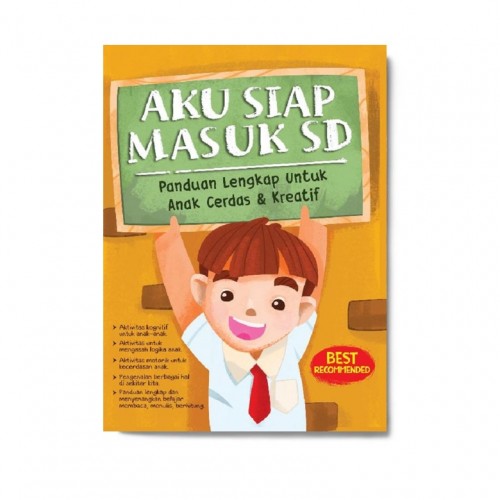 AKU SIAP
MASUK SD
Panduan Lengkap Untuk
Anak Cerdas & Kreatif
Aktivitas kognitif
untuk anak-anak.
Aktivitas untuk
mengasah logika anak.
Aktivitas motorik untuk
kecerdasan anak.
Pengenalan berbagai hal
di sekitar kita.
Panduan lengkap dan
menyenangkan belajar
membaca, menulis, berhitung.
BEST
RECOMMENDED